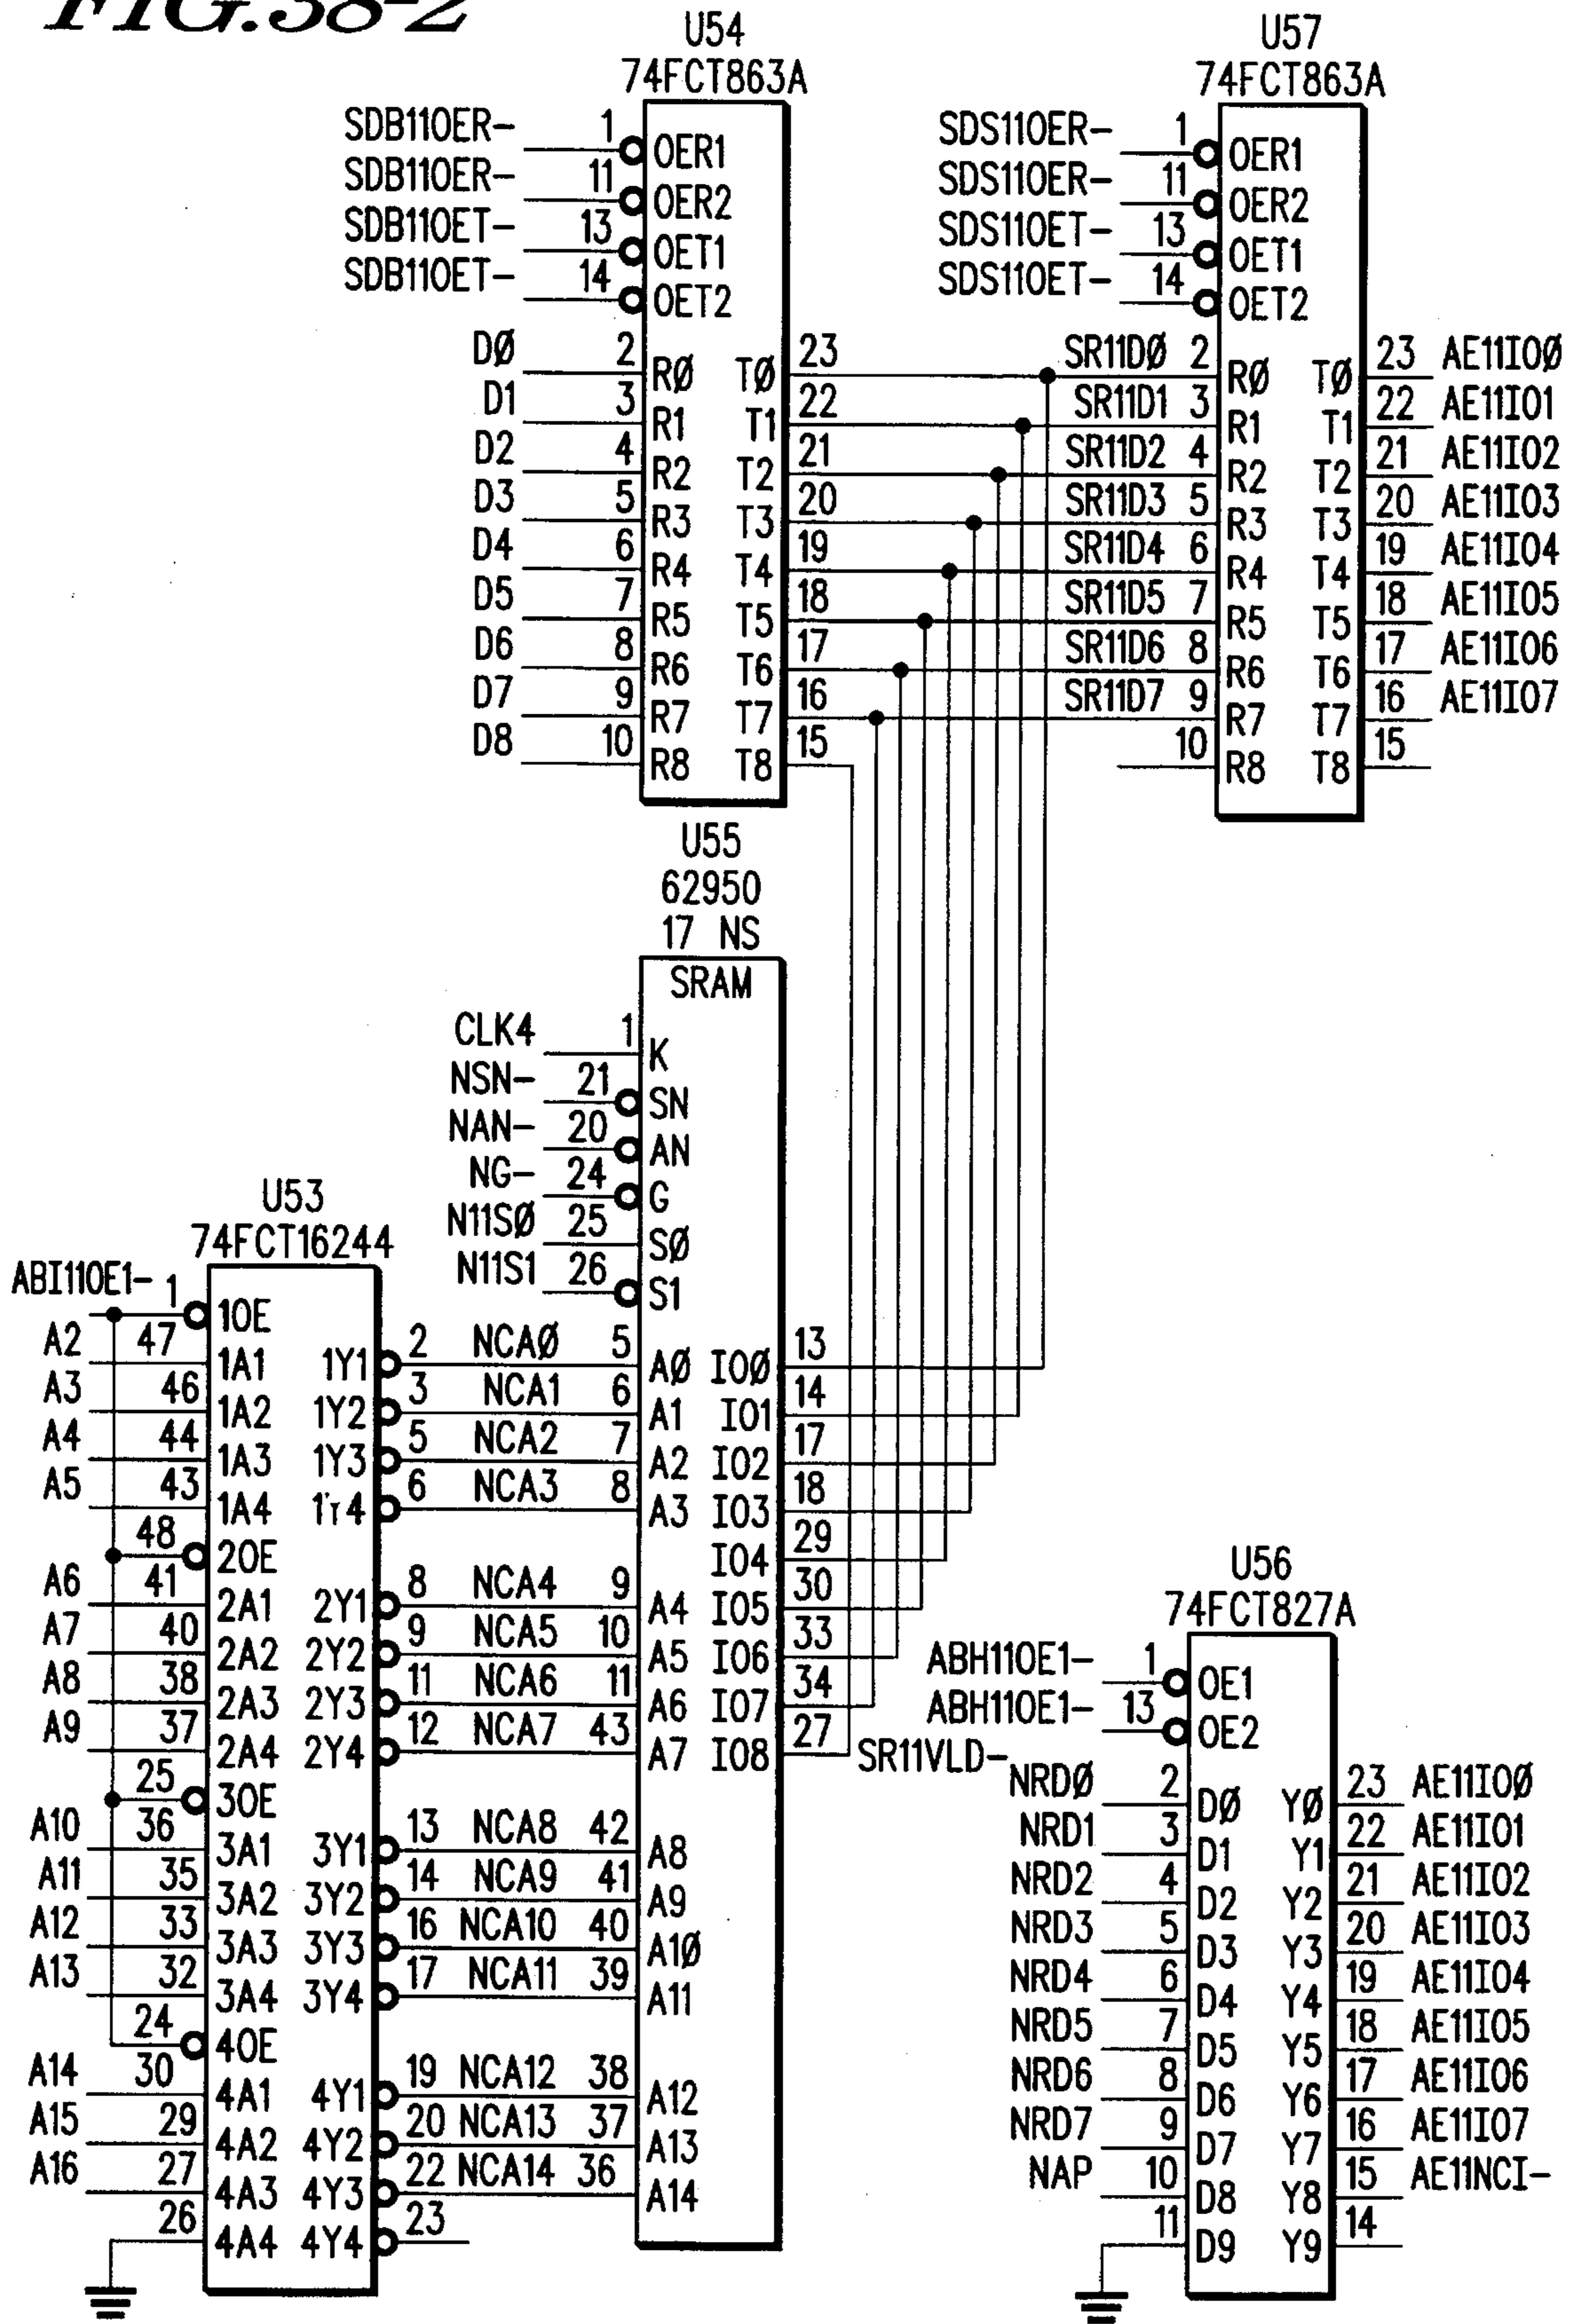 FIG.38-2
U54
74FCT863A
SDB110ER- 1 OER1
SDB110ER- 11 OER2
SDB110ET- 13 OET1
SDB110ET- 14 OET2
DØ 2 RØ TØ 23
D1 3 R1 T1 22
D2 4 R2 T2 21
D3 5 R3 T3 20
D4 6 R4 T4 19
D5 7 R5 T5 18
D6 8 R6 T6 17
D7 9 R7 T7 16
D8 10 R8 T8 15
U57
74FCT863A
SDS110ER- 1 OER1
SDS110ER- 11 OER2
SDS110ET- 13 OET1
SDS110ET- 14 OET2
SR11DØ 2 RØ TØ 23 AE11IOØ
SR11D1 3 R1 T1 22 AE11IO1
SR11D2 4 R2 T2 21 AE11IO2
SR11D3 5 R3 T3 20 AE11IO3
SR11D4 6 R4 T4 19 AE11IO4
SR11D5 7 R5 T5 18 AE11IO5
SR11D6 8 R6 T6 17 AE11IO6
SR11D7 9 R7 T7 16 AE11IO7
10 R8 T8 15
U55
62950
17 NS
SRAM
CLK4 1 K
NSN- 21 SN
NAN- 20 AN
NG- 24 G
N11SØ 25 SØ
N11S1 26 S1
NCAØ 5 AØ IOØ 13
NCA1 6 A1 IO1 14
NCA2 7 A2 IO2 17
NCA3 8 A3 IO3 18
IO4 29
NCA4 9 A4 IO5 30
NCA5 10 A5 IO6 33
NCA6 11 A6 IO7 34
NCA7 43 A7 IO8 27 SR11VLD-
NCA8 42 A8
NCA9 41 A9
NCA10 40 A1Ø
NCA11 39 A11
NCA12 38 A12
NCA13 37 A13
NCA14 36 A14
U53
74FCT16244
ABI110E1- 1 1OE
A2 47 1A1 1Y1 2
A3 46 1A2 1Y2 3
A4 44 1A3 1Y3 5
A5 43 1A4 1Y4 6
48 2OE
A6 41 2A1 2Y1 8
A7 40 2A2 2Y2 9
A8 38 2A3 2Y3 11
A9 37 2A4 2Y4 12
25 3OE
A10 36 3A1 3Y1 13
A11 35 3A2 3Y2 14
A12 33 3A3 3Y3 16
A13 32 3A4 3Y4 17
24 4OE
A14 30 4A1 4Y1 19
A15 29 4A2 4Y2 20
A16 27 4A3 4Y3 22
26 4A4 4Y4 23
U56
74FCT827A
ABH110E1- 1 OE1
ABH110E1- 13 OE2
NRDØ 2 DØ YØ 23 AE11IOØ
NRD1 3 D1 Y1 22 AE11IO1
NRD2 4 D2 Y2 21 AE11IO2
NRD3 5 D3 Y3 20 AE11IO3
NRD4 6 D4 Y4 19 AE11IO4
NRD5 7 D5 Y5 18 AE11IO5
NRD6 8 D6 Y6 17 AE11IO6
NRD7 9 D7 Y7 16 AE11IO7
NAP 10 D8 Y8 15 AE11NCI-
11 D9 Y9 14